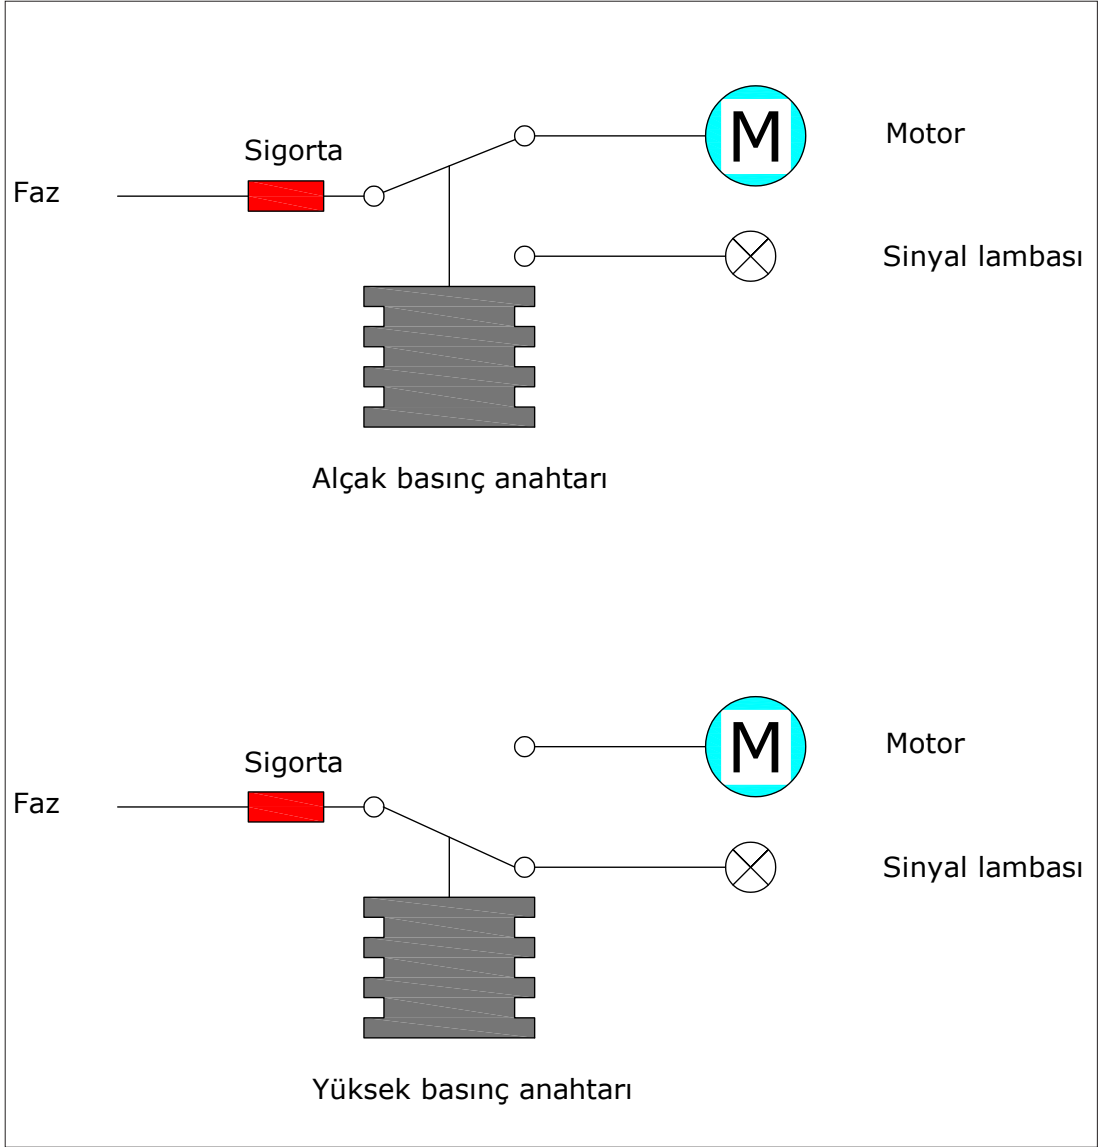 M
Motor
Sigorta
Faz
Sinyal lambası
Alçak basınç anahtarı
M
Motor
Sigorta
Faz
Sinyal lambası
Yüksek basınç anahtarı